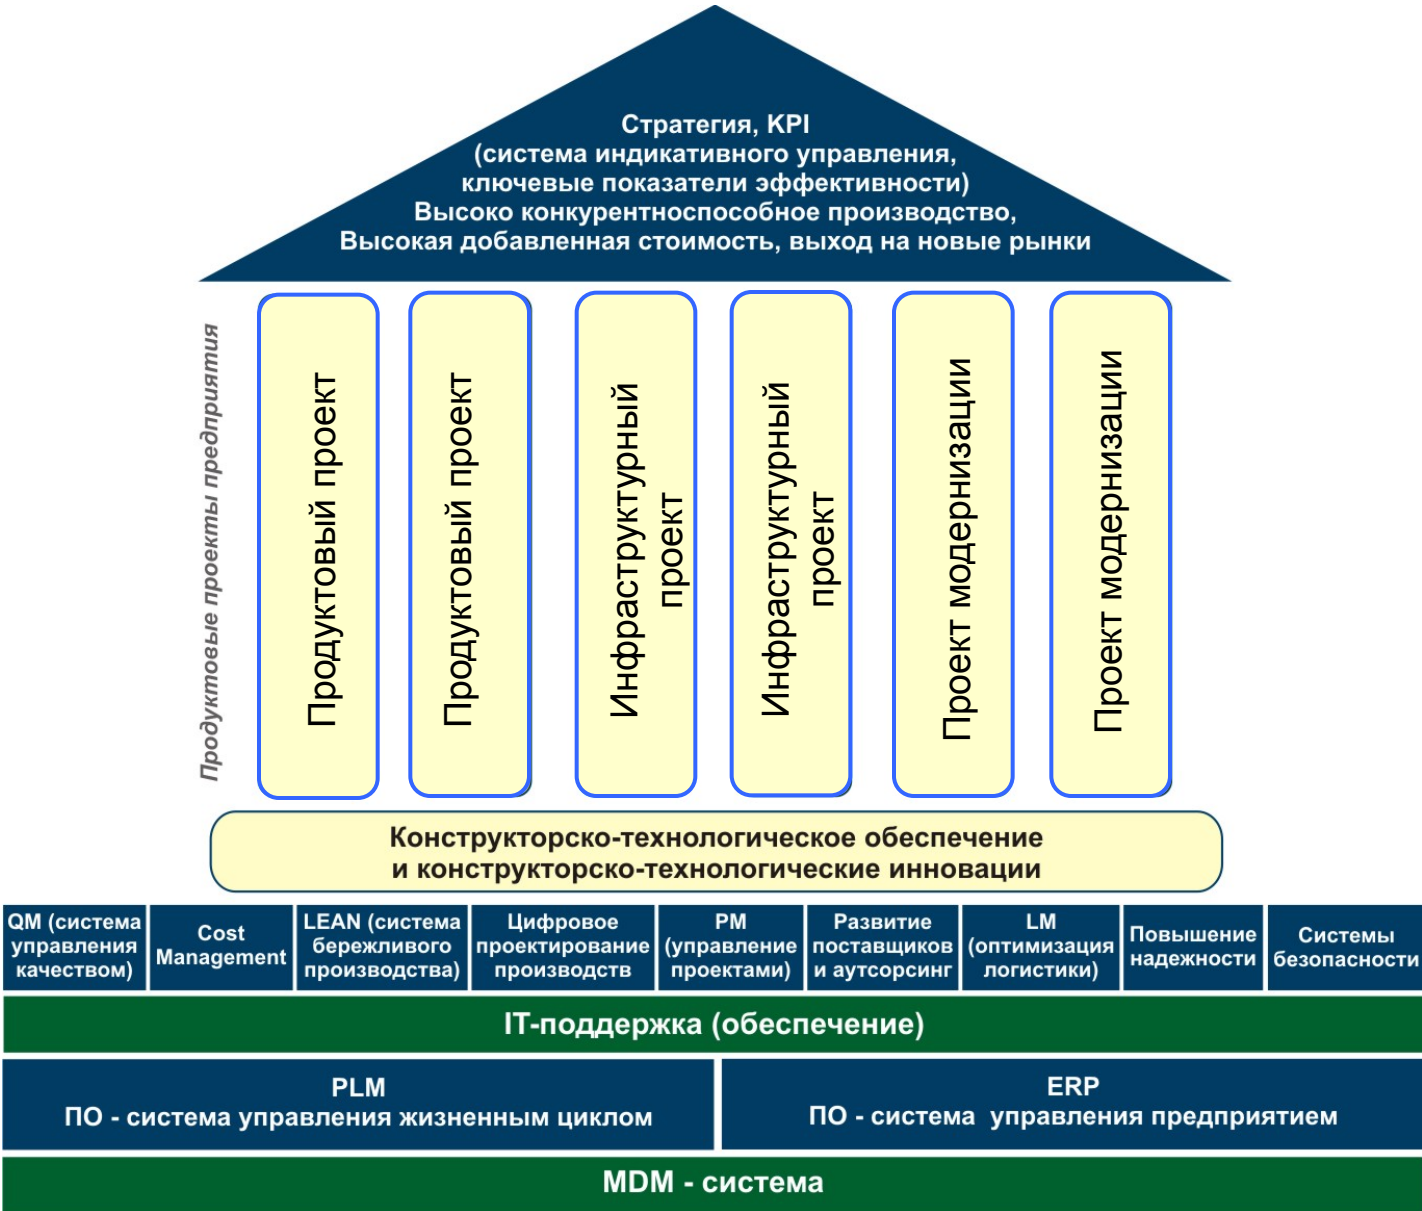 Стратегия, KPI
(система индикативного управления,
ключевые показатели эффективности)
Высоко конкурентноспособное производство,
Высокая добавленная стоимость, выход на новые рынки
Продуктовые проекты предприятия
Продуктовый проект
Продуктовый проект
Инфраструктурный
проект
Инфраструктурный
проект
Проект модернизации
Проект модернизации
Конструкторско-технологическое обеспечение
и конструкторско-технологические инновации
QM (система
управления
качеством)
Cost
Management
LEAN (система
бережливого
производства)
Цифровое
проектирование
производств
PM
(управление
проектами)
Развитие
поставщиков
и аутсорсинг
LM
(оптимизация
логистики)
Повышение
надежности
Системы
безопасности
IT-поддержка (обеспечение)
PLM
ПО - система управления жизненным циклом
ERP
ПО - система управления предприятием
MDM - система